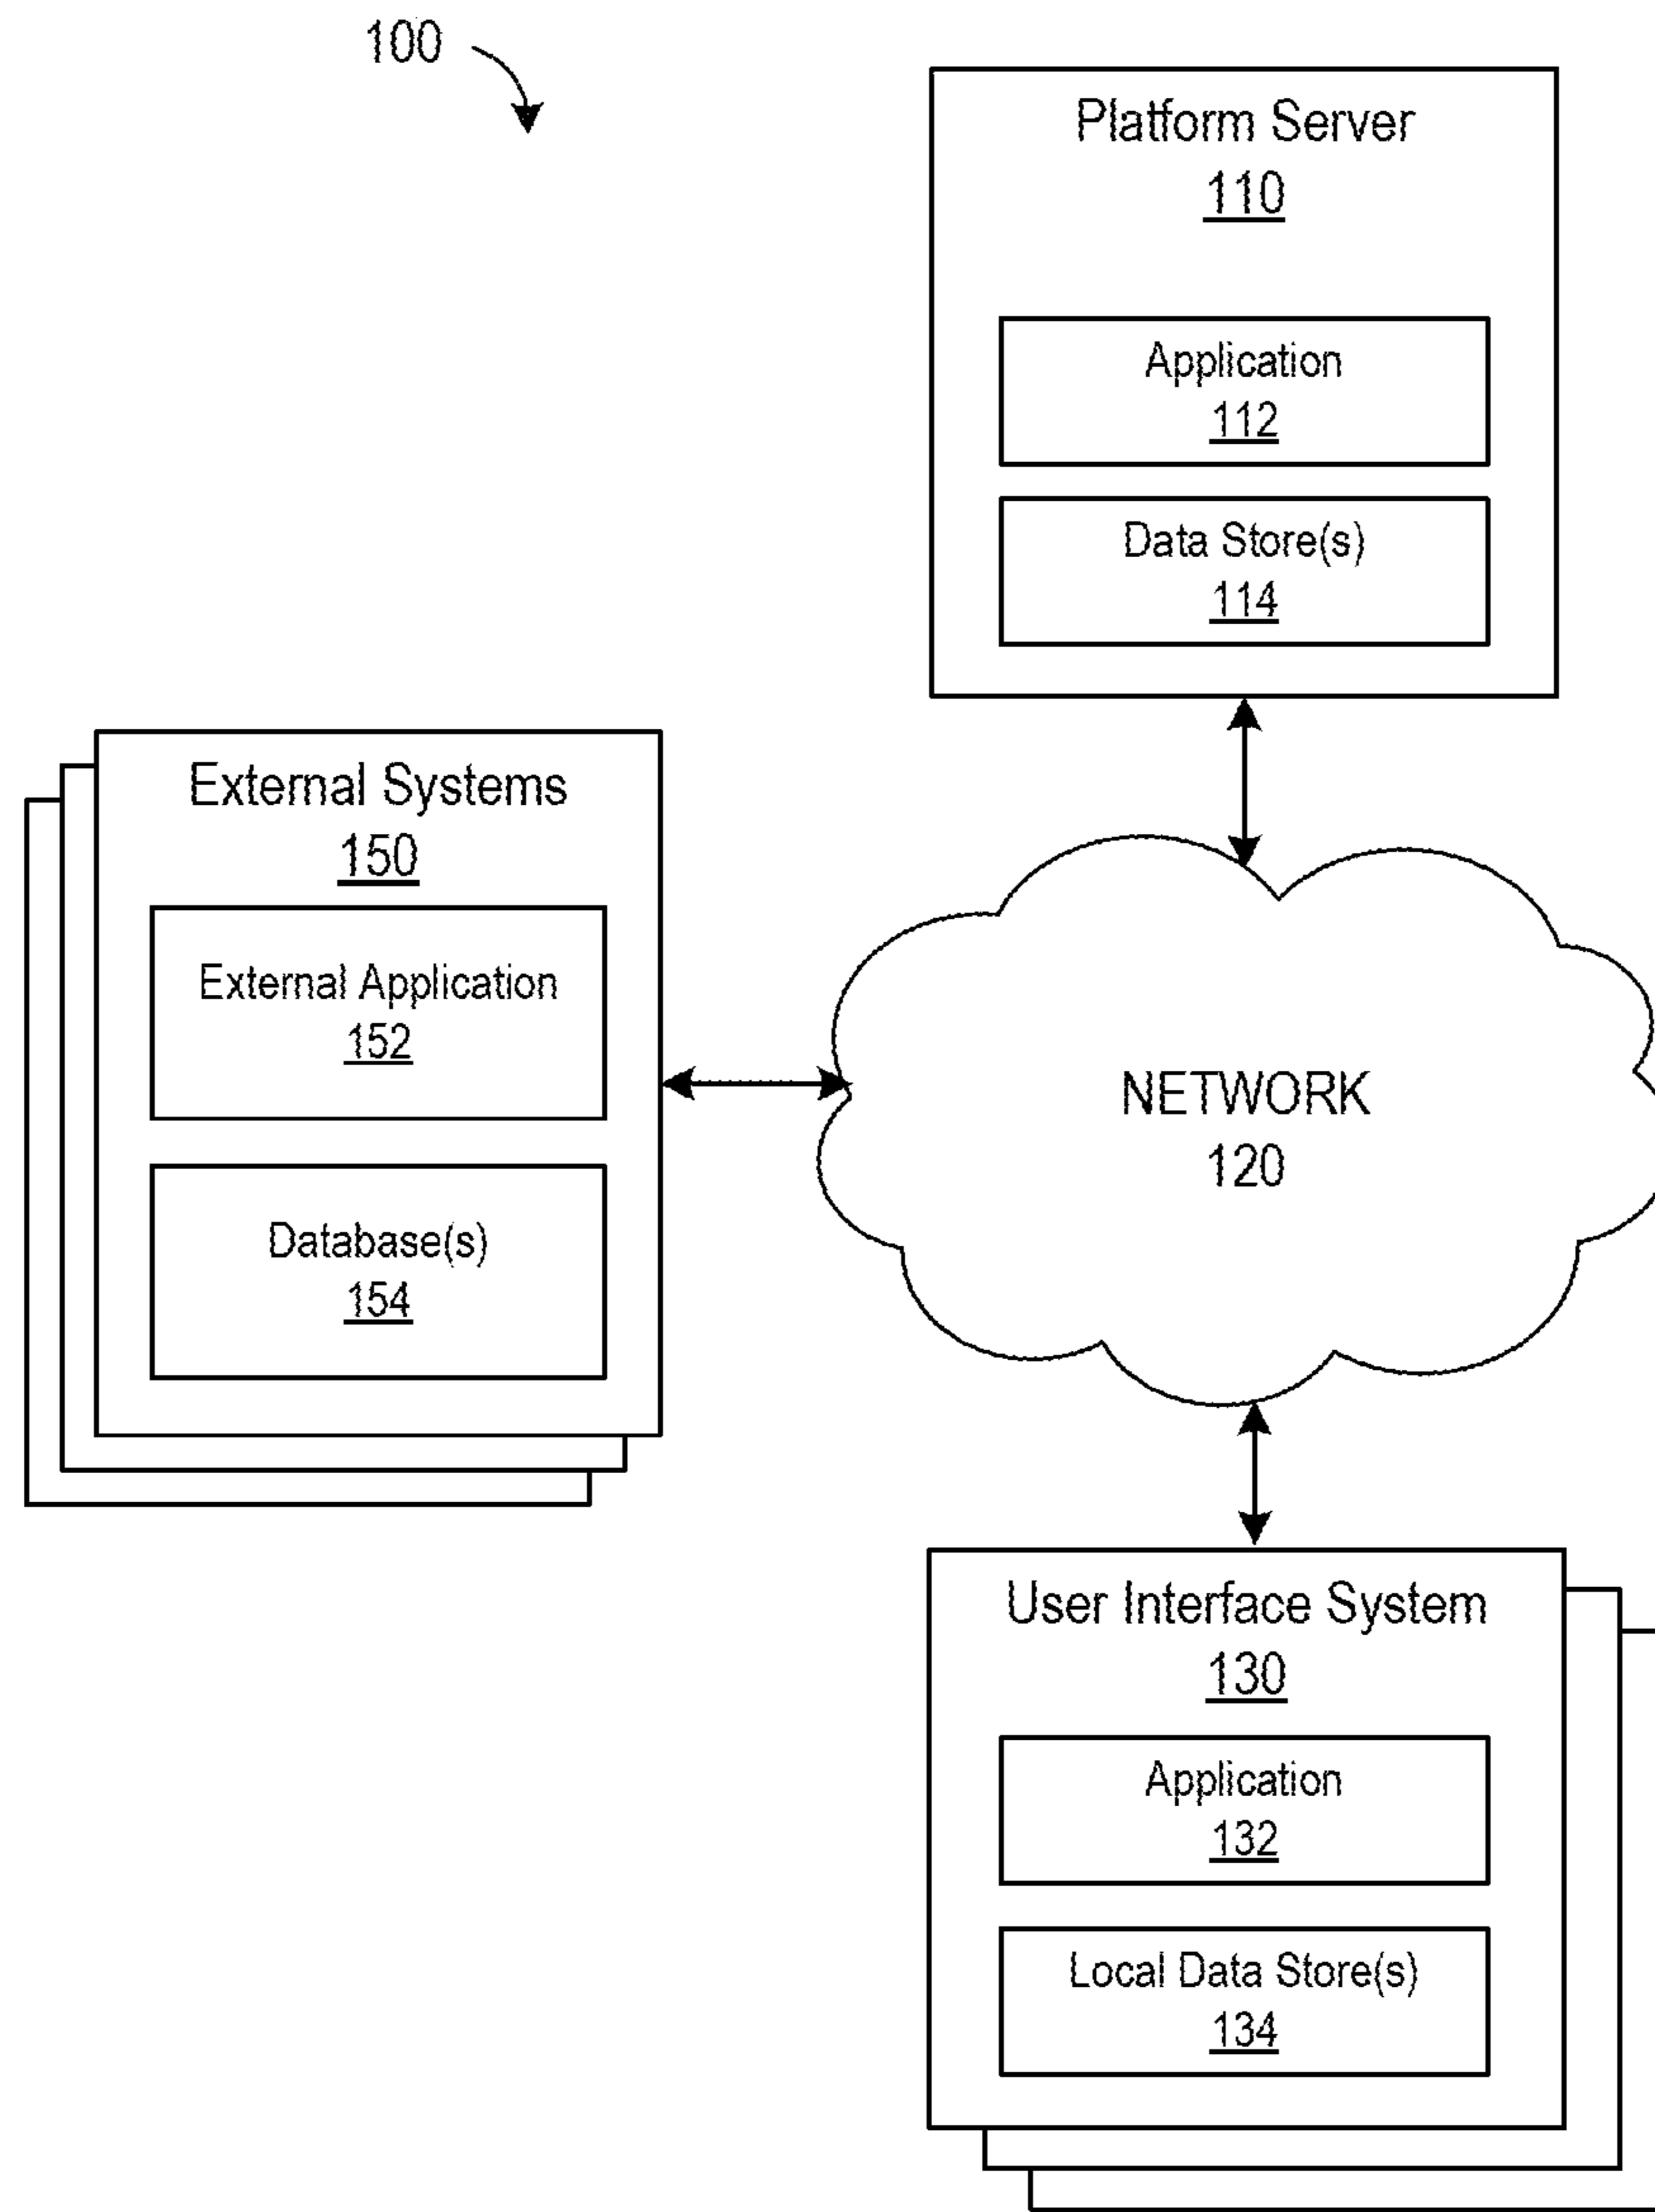 100
Platform Server
110
Application
112
Data Store(s)
114
External Systems
150
External Application
152
Database(s)
154
NETWORK
120
User Interface System
130
Application
132
Local Data Store(s)
134